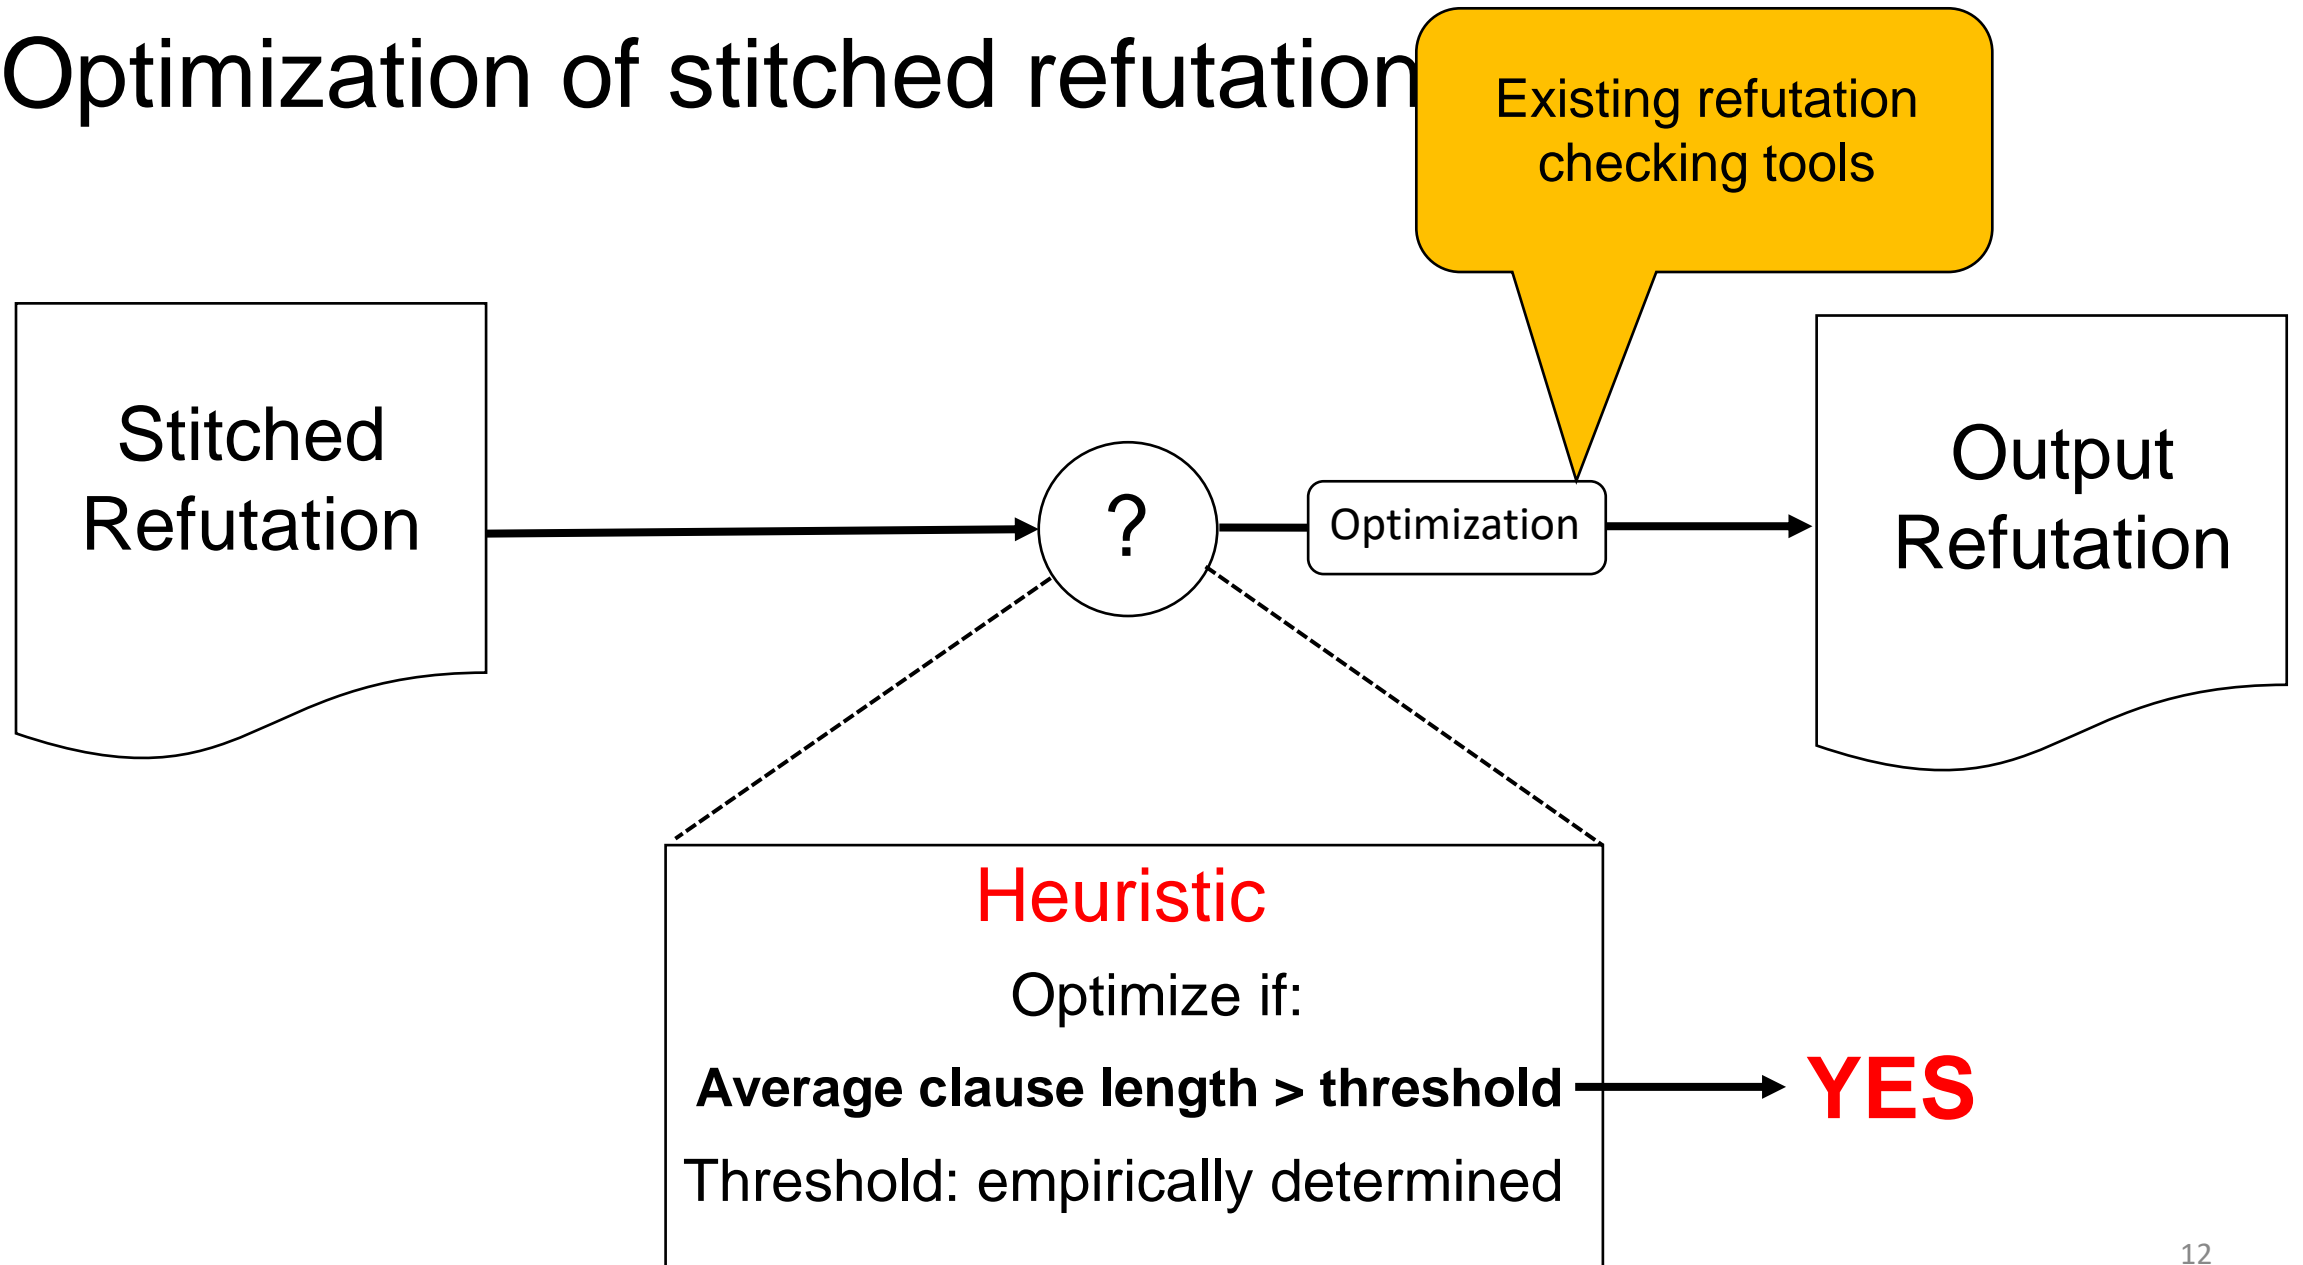 Optimization of stitched refutation
Existing refutation
checking tools
Stitched
Refutation
?
Optimization
Output
Refutation
Heuristic
Optimize if:
Average clause length > threshold
YES
Threshold: empirically determined
12